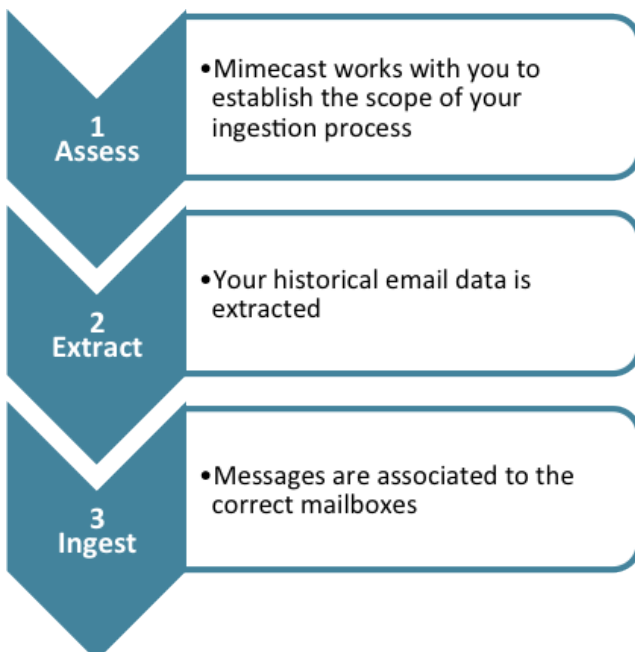 1
Assess
•Mimecast works with you to
establish the scope of your
ingestion process
2
Extract
•Your historical email data is
extracted
3
Ingest
•Messages are associated to the
correct mailboxes